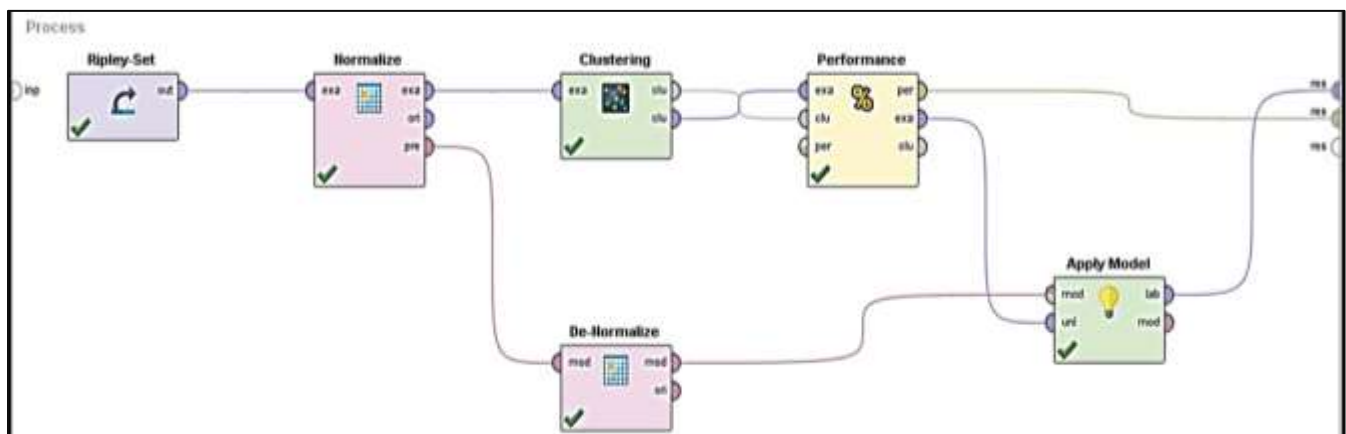 Process
Ripley-Set
Normalize
Clustering
Performance
inp
out
exa
exa
ori
pre
exa
clu
clu
exa
clu
per
per
exa
clu
res
res
res
Apply Model
mod
unl
lab
mod
De-Normalize
mod
mod
ori
%